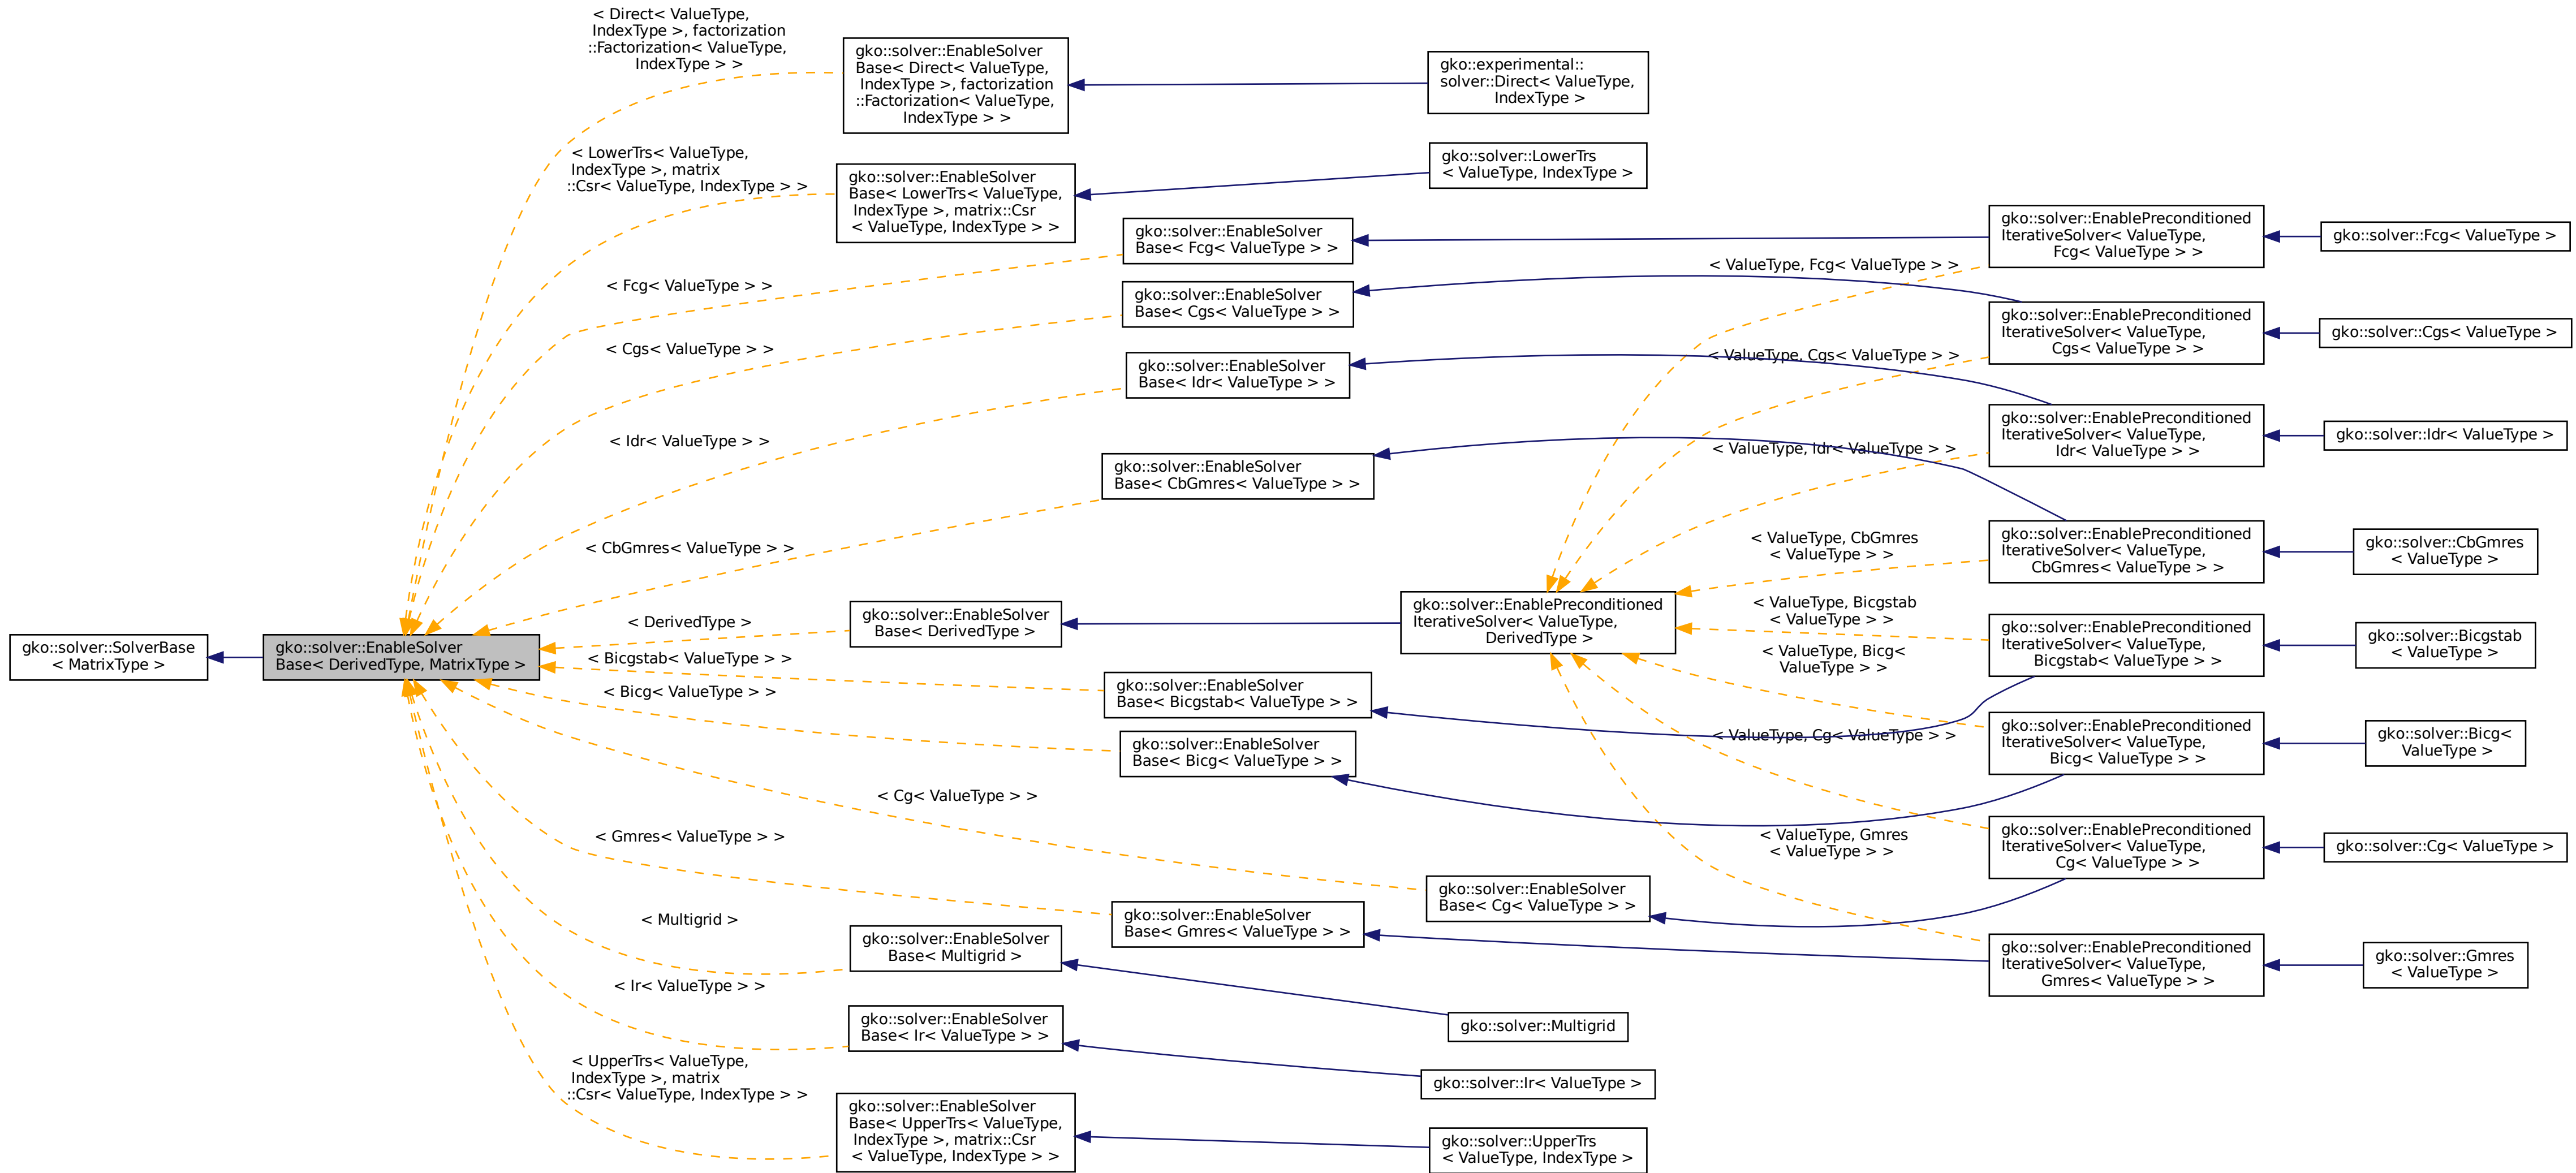 < Direct< ValueType,
IndexType >, factorization
::Factorization< ValueType,
IndexType > >
gko::solver::EnableSolver
Base< Direct< ValueType,
IndexType >, factorization
::Factorization< ValueType,
IndexType > >
gko::experimental::
solver::Direct< ValueType,
IndexType >
< LowerTrs< ValueType,
IndexType >, matrix
::Csr< ValueType, IndexType > >
gko::solver::EnableSolver
Base< LowerTrs< ValueType,
IndexType >, matrix::Csr
< ValueType, IndexType > >
gko::solver::LowerTrs
< ValueType, IndexType >
< Fcg< ValueType > >
gko::solver::EnableSolver
Base< Fcg< ValueType > >
< ValueType, Fcg< ValueType > >
gko::solver::EnablePreconditioned
IterativeSolver< ValueType,
Fcg< ValueType > >
gko::solver::Fcg< ValueType >
< Cgs< ValueType > >
gko::solver::EnableSolver
Base< Cgs< ValueType > >
< ValueType, Cgs< ValueType > >
gko::solver::EnablePreconditioned
IterativeSolver< ValueType,
Cgs< ValueType > >
gko::solver::Cgs< ValueType >
< Idr< ValueType > >
gko::solver::EnableSolver
Base< Idr< ValueType > >
< ValueType, Idr< ValueType > >
gko::solver::EnablePreconditioned
IterativeSolver< ValueType,
Idr< ValueType > >
gko::solver::Idr< ValueType >
< CbGmres< ValueType > >
gko::solver::EnableSolver
Base< CbGmres< ValueType > >
< ValueType, CbGmres
< ValueType > >
gko::solver::EnablePreconditioned
IterativeSolver< ValueType,
CbGmres< ValueType > >
gko::solver::CbGmres
< ValueType >
gko::solver::SolverBase
< MatrixType >
gko::solver::EnableSolver
Base< DerivedType, MatrixType >
< DerivedType >
gko::solver::EnableSolver
Base< DerivedType >
gko::solver::EnablePreconditioned
IterativeSolver< ValueType,
DerivedType >
< Bicgstab< ValueType > >
gko::solver::EnableSolver
Base< Bicgstab< ValueType > >
< ValueType, Bicgstab
< ValueType > >
gko::solver::EnablePreconditioned
IterativeSolver< ValueType,
Bicgstab< ValueType > >
gko::solver::Bicgstab
< ValueType >
< Bicg< ValueType > >
gko::solver::EnableSolver
Base< Bicg< ValueType > >
< ValueType, Bicg<
ValueType > >
gko::solver::EnablePreconditioned
IterativeSolver< ValueType,
Bicg< ValueType > >
gko::solver::Bicg<
ValueType >
< Cg< ValueType > >
gko::solver::EnableSolver
Base< Cg< ValueType > >
< ValueType, Cg< ValueType > >
gko::solver::EnablePreconditioned
IterativeSolver< ValueType,
Cg< ValueType > >
gko::solver::Cg< ValueType >
< Gmres< ValueType > >
gko::solver::EnableSolver
Base< Gmres< ValueType > >
< ValueType, Gmres
< ValueType > >
gko::solver::EnablePreconditioned
IterativeSolver< ValueType,
Gmres< ValueType > >
gko::solver::Gmres
< ValueType >
< Multigrid >
gko::solver::EnableSolver
Base< Multigrid >
gko::solver::Multigrid
< Ir< ValueType > >
gko::solver::EnableSolver
Base< Ir< ValueType > >
gko::solver::Ir< ValueType >
< UpperTrs< ValueType,
IndexType >, matrix
::Csr< ValueType, IndexType > >
gko::solver::EnableSolver
Base< UpperTrs< ValueType,
IndexType >, matrix::Csr
< ValueType, IndexType > >
gko::solver::UpperTrs
< ValueType, IndexType >